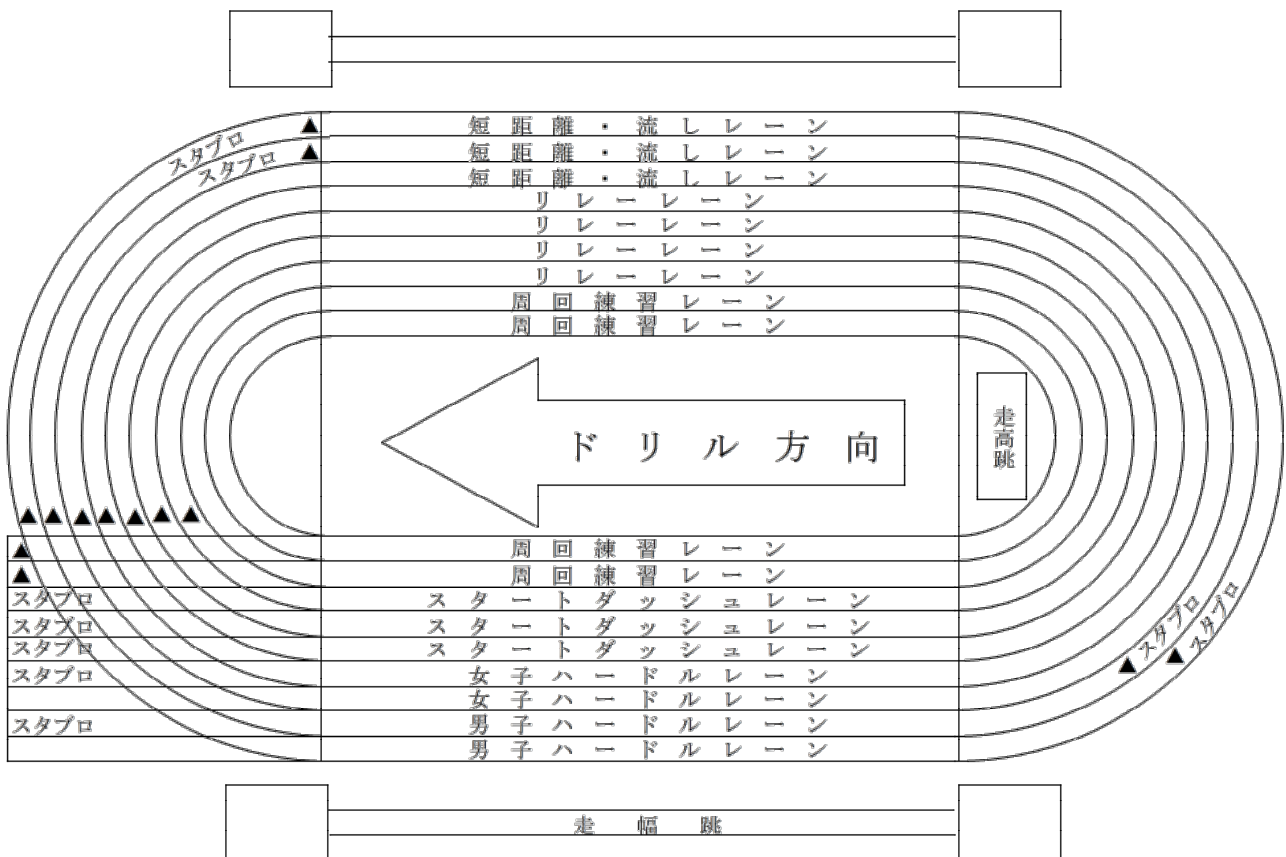 短距離・流しレーン
スタブロ
短距離・流しレーン
スタブロ
短距離・流しレーン
リレーレーン
リレーレーン
リレーレーン
リレーレーン
周回練習レーン
周回練習レーン
ドリル方向
走高跳
周回練習レーン
周回練習レーン
スタブロ
スタートダッシュレーン
スタブロ
スタートダッシュレーン
スタブロ
スタートダッシュレーン
スタブロ
スタブロ
スタブロ
女子ハードルレーン
女子ハードルレーン
スタブロ
男子ハードルレーン
男子ハードルレーン
走幅跳